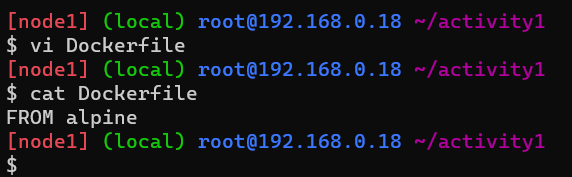 [node1] (local) root@192.168.0.18 ~/activity1
$ vi Dockerfile
[node1] (local) root@192.168.0.18 ~/activity1
$ cat Dockerfile
FROM alpine
[node1] (local) root@192.168.0.18 ~/activity1
$